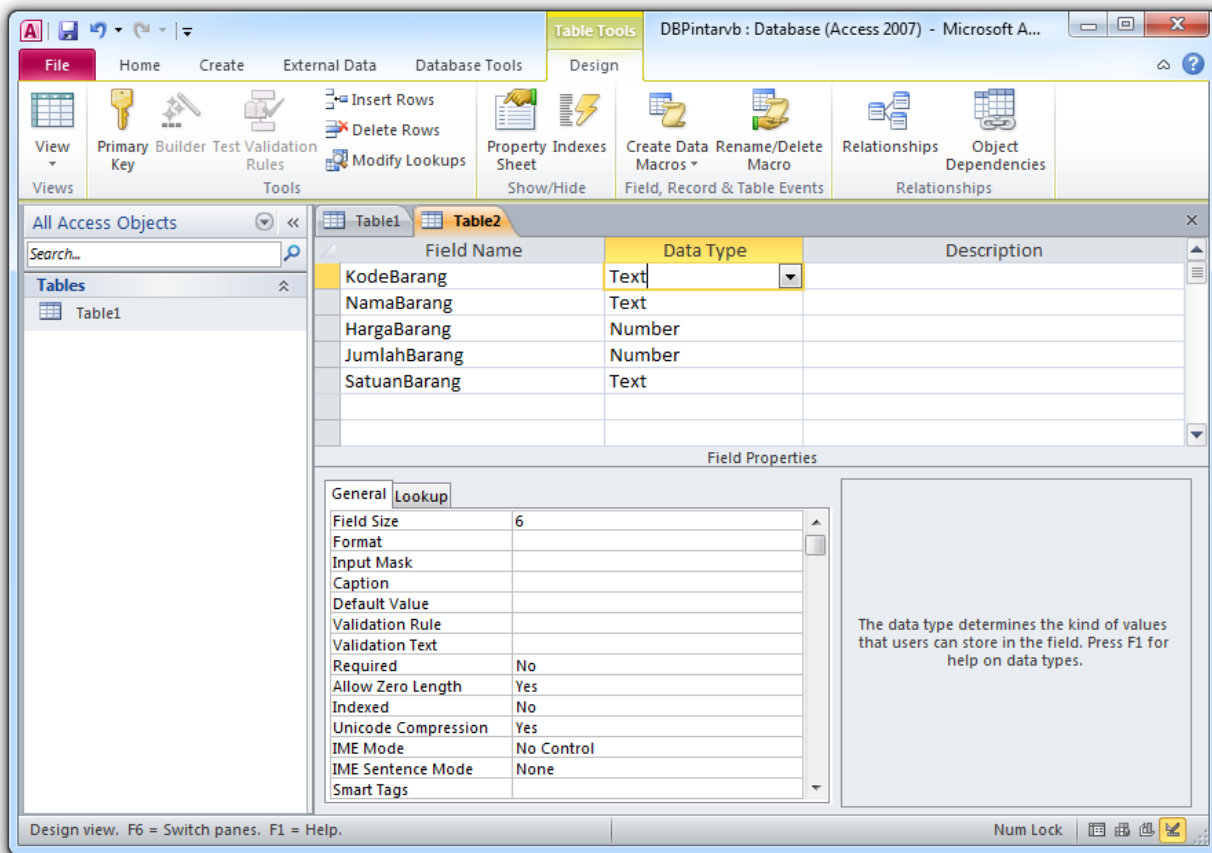 A
Table Tools
DBPintarvb : Database (Access 2007) - Microsoft A...
File Home Create External Data Database Tools Design
View
Views
Primary Key
Builder
Test Validation Rules
Insert Rows
Delete Rows
Modify Lookups
Tools
Property Sheet
Indexes
Show/Hide
Create Data Macros
Rename/Delete Macro
Field, Record & Table Events
Relationships
Object Dependencies
Relationships
All Access Objects
Search...
Tables
Table1
Table1 Table2
Field Name Data Type Description
KodeBarang Text
NamaBarang Text
HargaBarang Number
JumlahBarang Number
SatuanBarang Text
Field Properties
General Lookup
Field Size 6
Format
Input Mask
Caption
Default Value
Validation Rule
Validation Text
Required No
Allow Zero Length Yes
Indexed No
Unicode Compression Yes
IME Mode No Control
IME Sentence Mode None
Smart Tags
The data type determines the kind of values
that users can store in the field. Press F1 for
help on data types.
Design view. F6 = Switch panes. F1 = Help.
Num Lock